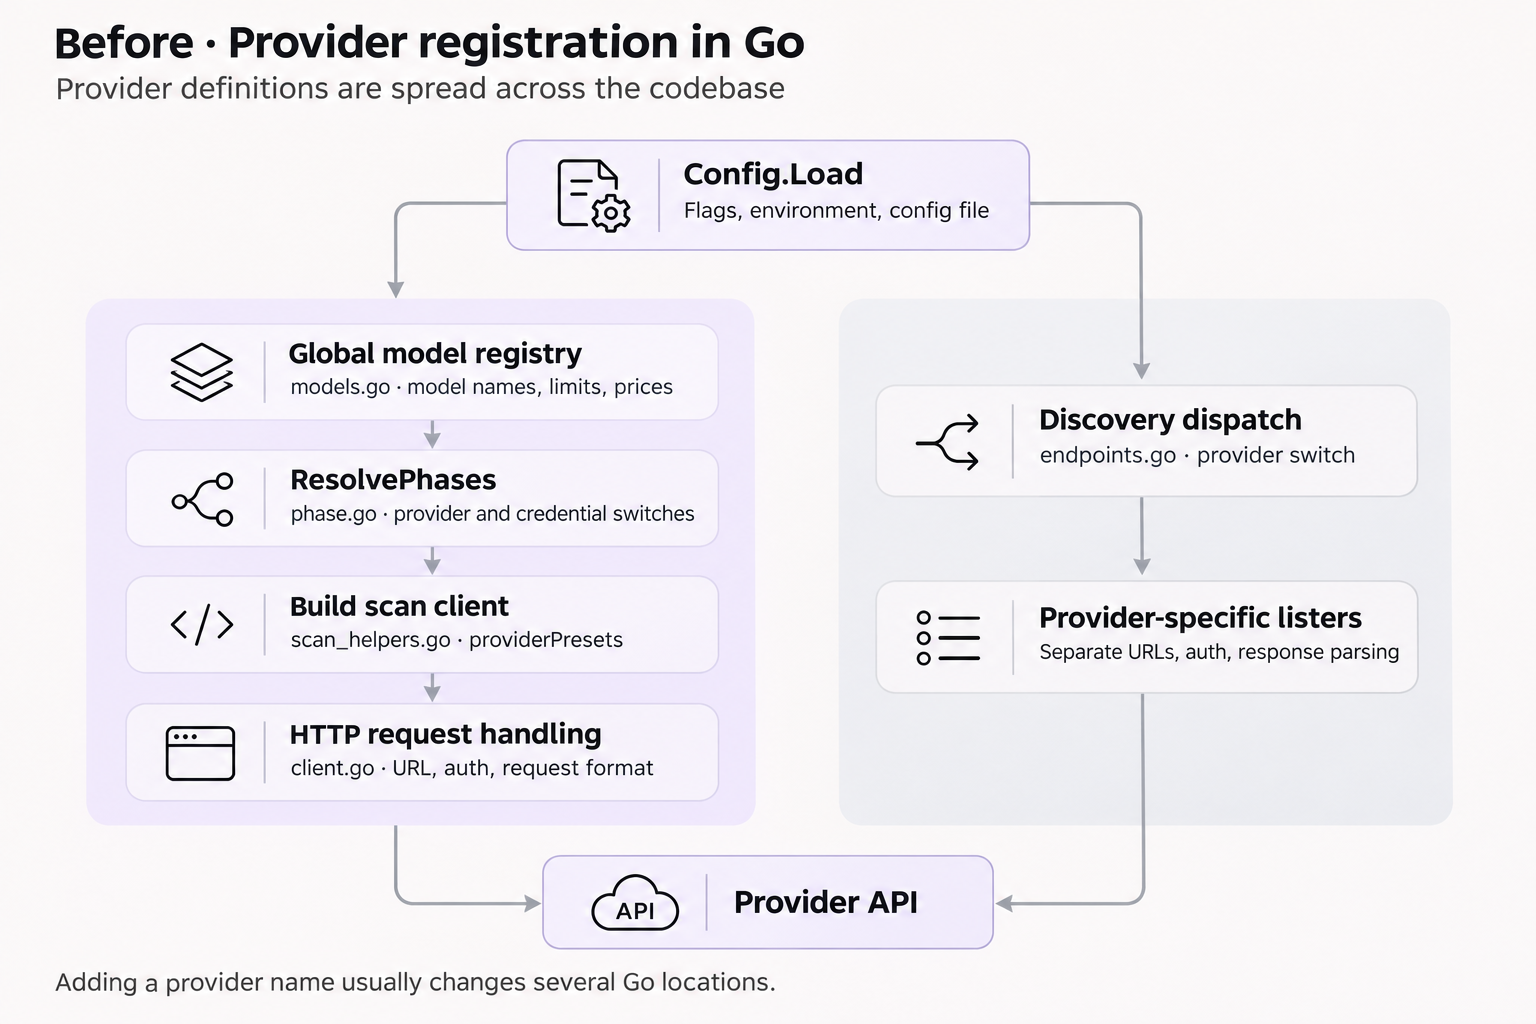 Before · Provider registration in Go
Provider definitions are spread across the codebase
Config.Load
Flags, environment, config file
Global model registry
models.go · model names, limits, prices
ResolvePhases
phase.go · provider and credential switches
Build scan client
scan_helpers.go · providerPresets
HTTP request handling
client.go · URL, auth, request format
Discovery dispatch
endpoints.go · provider switch
Provider-specific listers
Separate URLs, auth, response parsing
API
Provider API
Adding a provider name usually changes several Go locations.